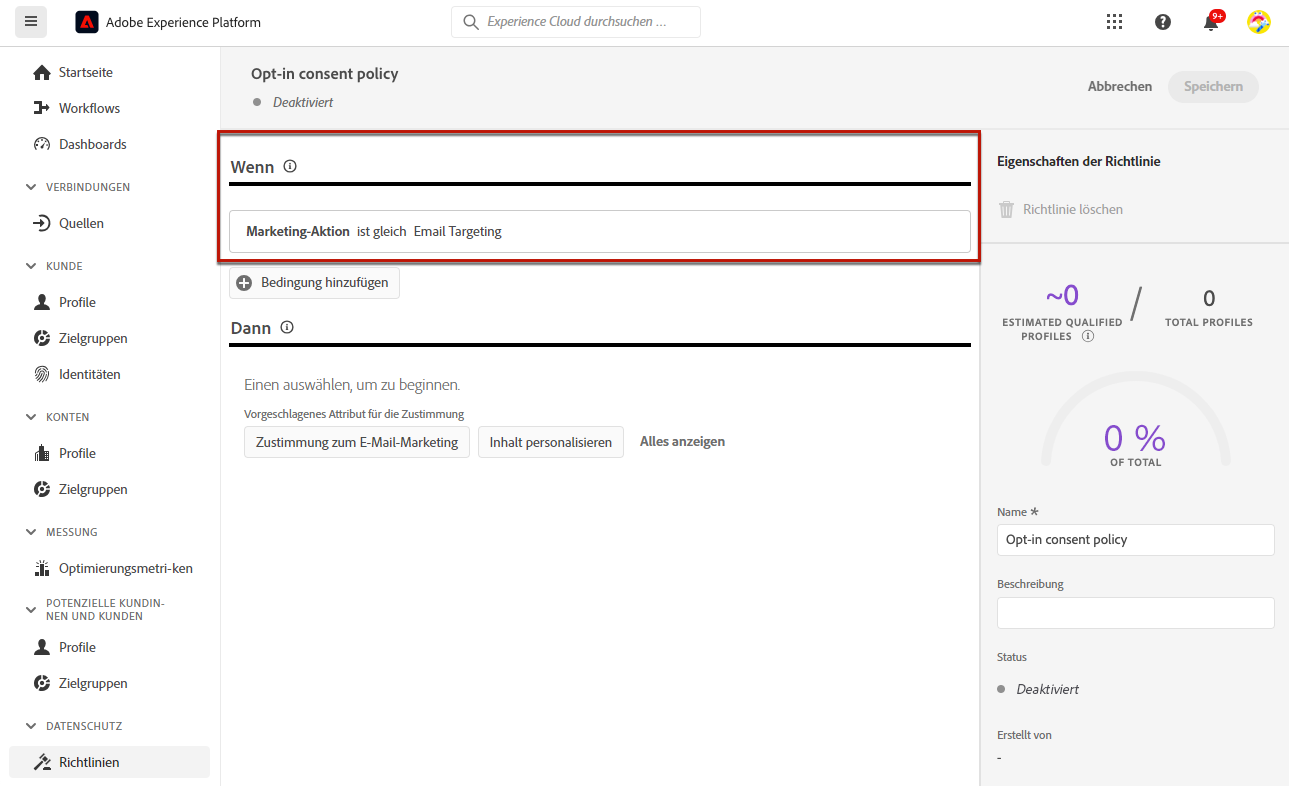 Adobe Experience Platform
Experience Cloud durchsuchen ...
9+
Startseite
Workflows
Dashboards
VERBINDUNGEN
Quellen
KUNDE
Profile
Zielgruppen
Identitäten
KONTEN
Profile
Zielgruppen
MESSUNG
Optimierungsmetri-ken
POTENZIELLE KUNDIN-
NEN UND KUNDEN
Profile
Zielgruppen
DATENSCHUTZ
Richtlinien
Opt-in consent policy
Deaktiviert
Abbrechen
Speichern
Wenn
Marketing-Aktion ist gleich Email Targeting
Bedingung hinzufügen
Dann
Einen auswählen, um zu beginnen.
Vorgeschlagenes Attribut für die Zustimmung
Zustimmung zum E-Mail-Marketing Inhalt personalisieren Alles anzeigen
Eigenschaften der Richtlinie
Richtlinie löschen
~0 / 0
ESTIMATED QUALIFIED TOTAL PROFILES
PROFILES
0 %
OF TOTAL
Name *
Opt-in consent policy
Beschreibung
Status
Deaktiviert
Erstellt von
-